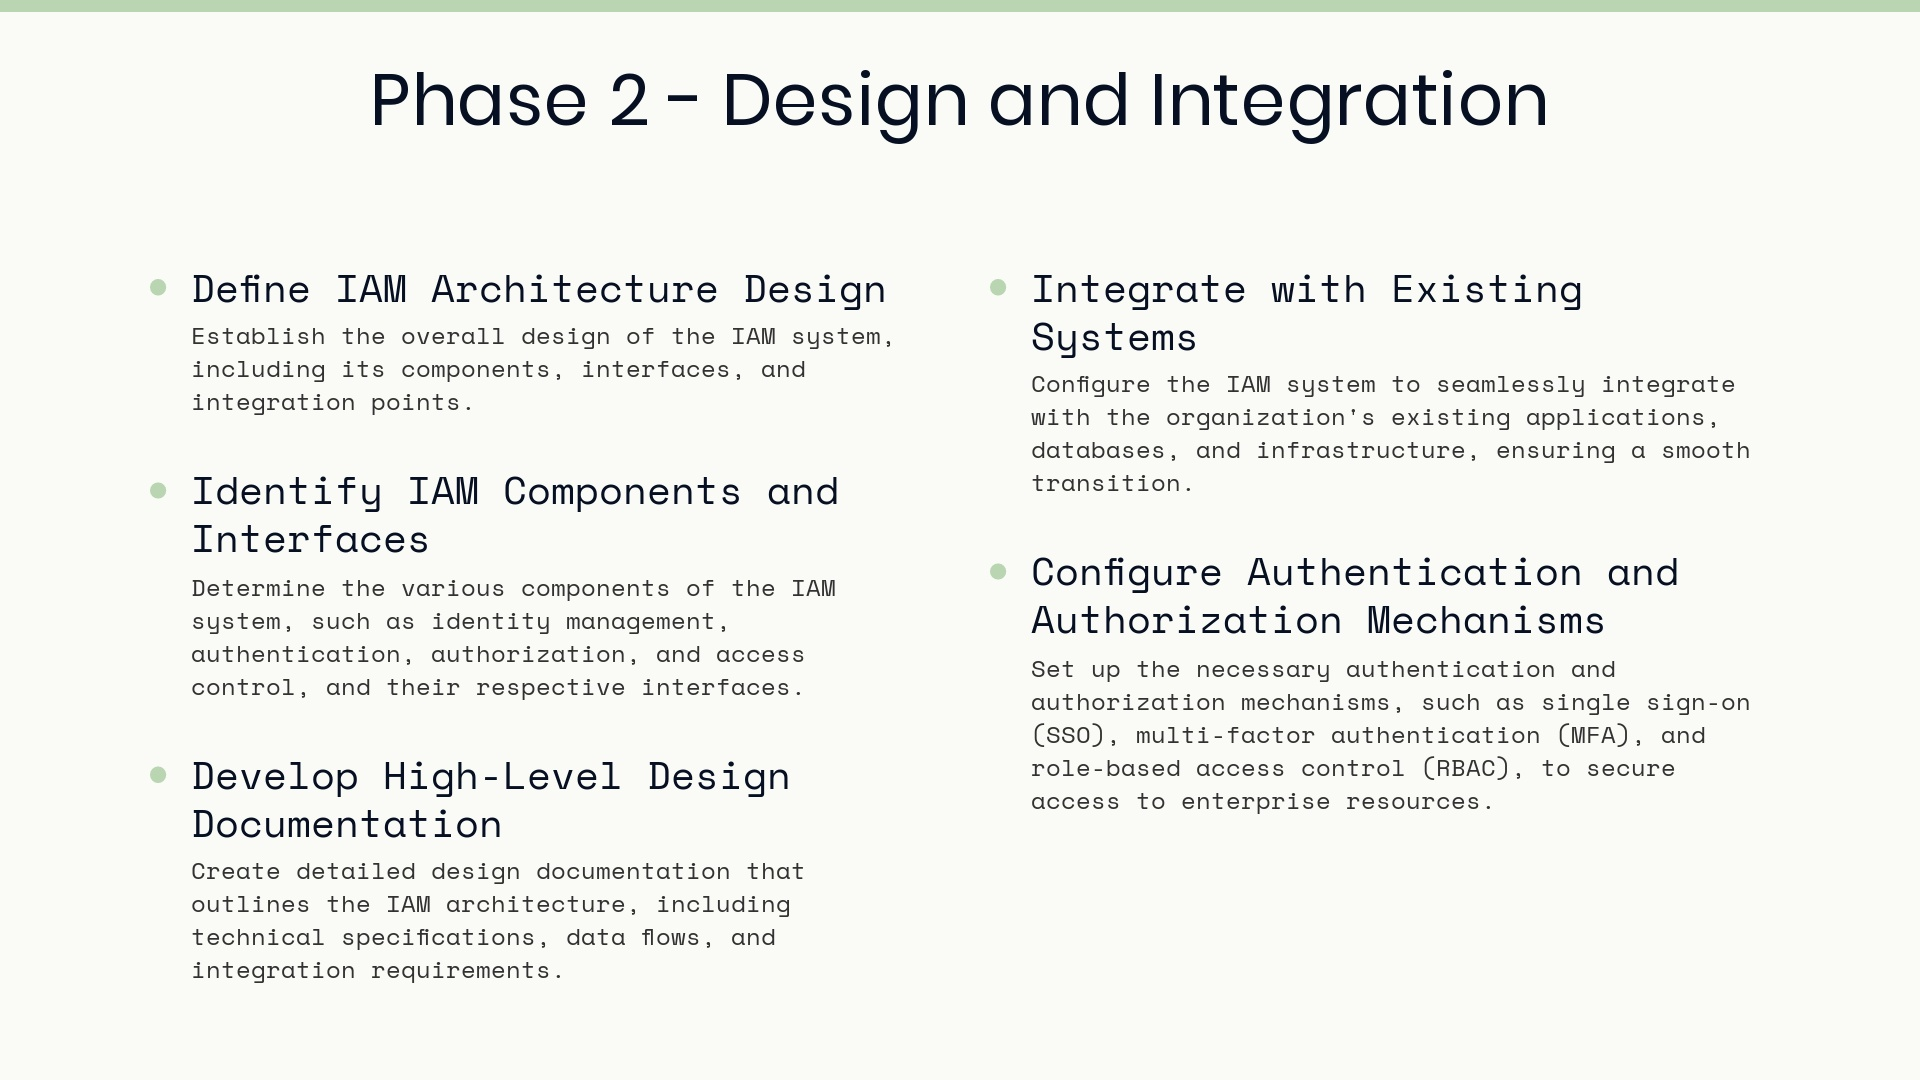 Phase 2 - Design and Integration
Define IAM Architecture Design
Establish the overall design of the IAM system,
including its components, interfaces, and
integration points.
Identify IAM Components and
Interfaces
Determine the various components of the IAM
system, such as identity management,
authentication, authorization, and access
control, and their respective interfaces.
Develop High-Level Design
Documentation
Create detailed design documentation that
outlines the IAM architecture, including
technical specifications, data flows, and
integration requirements.
Integrate with Existing
Systems
Configure the IAM system to seamlessly integrate
with the organization's existing applications,
databases, and infrastructure, ensuring a smooth
transition.
Configure Authentication and
Authorization Mechanisms
Set up the necessary authentication and
authorization mechanisms, such as single sign-on
(SSO), multi-factor authentication (MFA), and
role-based access control (RBAC), to secure
access to enterprise resources.